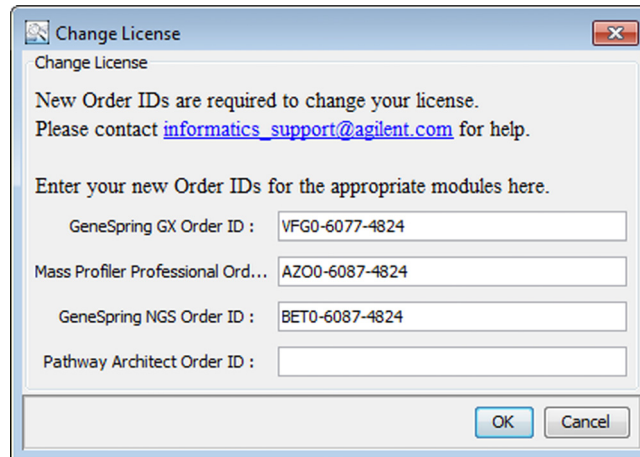 Change License
Change License
New Order IDs are required to change your license.
Please contact informatics_support@agilent.com for help.
Enter your new Order IDs for the appropriate modules here.
GeneSpring GX Order ID : VFG0-6077-4824
Mass Profiler Professional Ord... AZO0-6087-4824
GeneSpring NGS Order ID : BET0-6087-4824
Pathway Architect Order ID :
OK Cancel